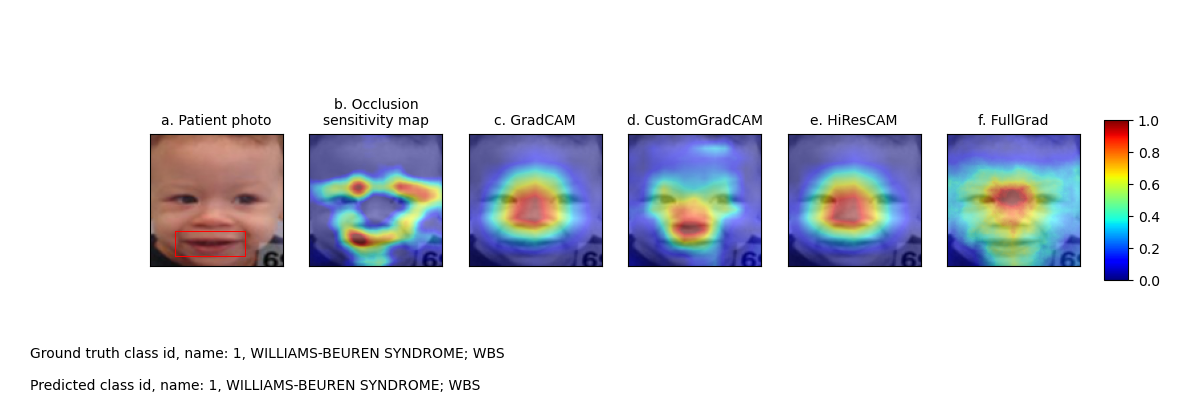 a. Patient photo
b. Occlusion
sensitivity map
c. GradCAM
d. CustomGradCAM
e. HiResCAM
f. FullGrad
1.0
0.8
0.6
0.4
0.2
0.0
Ground truth class id, name: 1, WILLIAMS-BEUREN SYNDROME; WBS
Predicted class id, name: 1, WILLIAMS-BEUREN SYNDROME; WBS